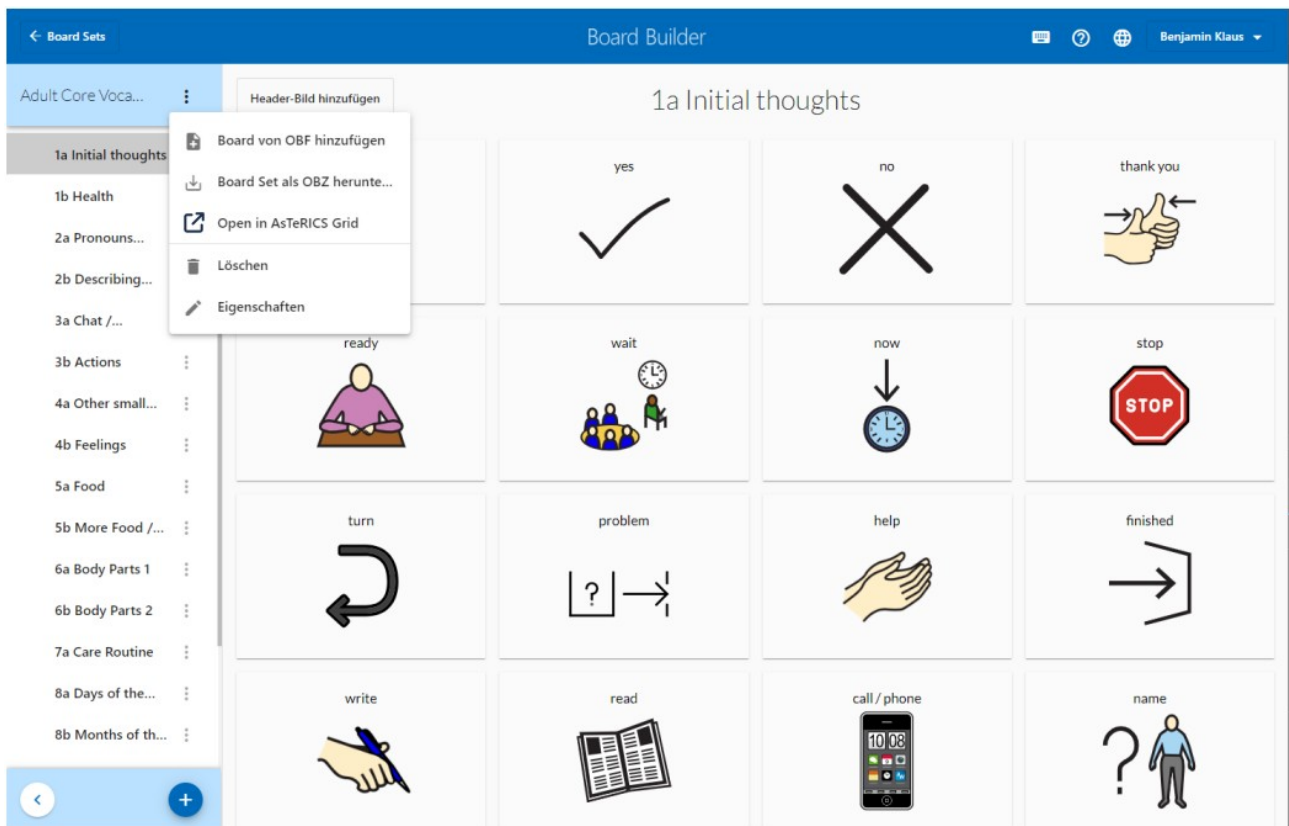 Board Sets
Board Builder
Benjamin Klaus
Adult Core Voca...
Header-Bild hinzufügen
1a Initial thoughts
Board von OBF hinzufügen
Board Set als OBZ herunte...
Open in AsTeRICS Grid
Löschen
Eigenschaften
1a Initial thoughts
1b Health
2a Pronouns...
2b Describing...
3a Chat /...
3b Actions
4a Other small...
4b Feelings
5a Food
5b More Food /...
6a Body Parts 1
6b Body Parts 2
7a Care Routine
8a Days of the...
8b Months of th...
yes
no
thank you
ready
wait
now
stop
STOP
turn
problem
?
help
finished
write
read
call / phone
10 08
name
?